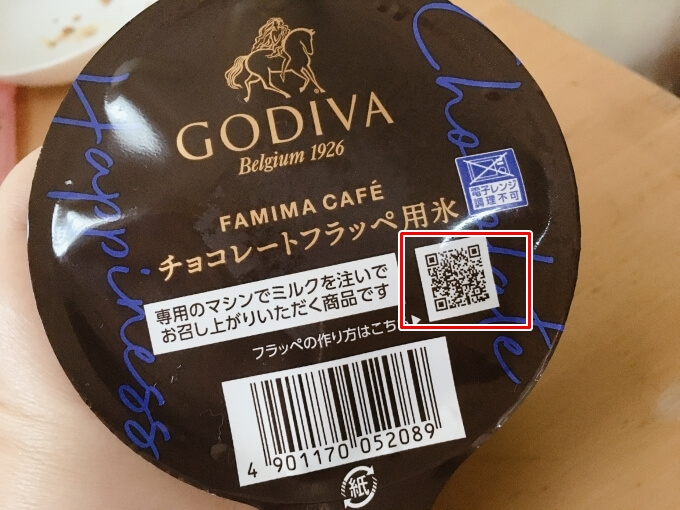 GODIVA
Belgium 1926
Chocolate
Happiness
電子レンジ
調理不可
FAMIMA CAFÉ
チョコレートフラッペ用氷
専用のマシンでミルクを注いで
お召し上がりいただく商品です
フラッペの作り方はこちら▶
4 901170 052089
紙